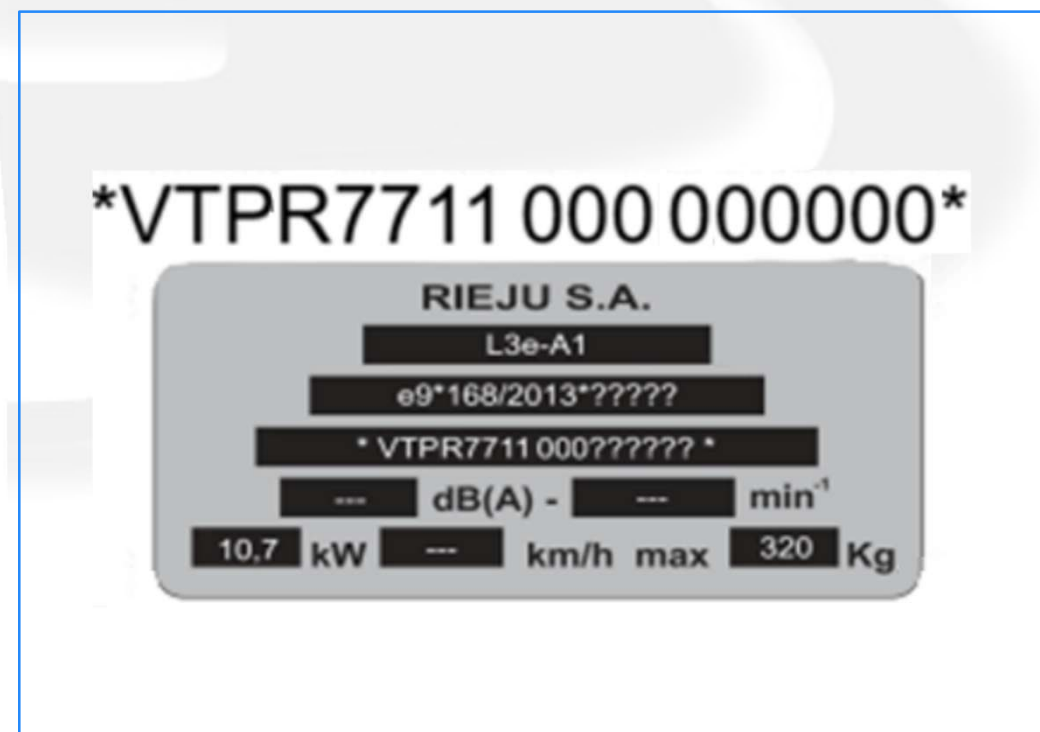 *VTPR7711 000 000000*
RIEJU S.A.
L3e-A1
e9*168/2013*?????
* VTPR7711 000?????? *
--- dB(A) - --- min⁻¹
10,7 kW --- km/h max 320 Kg